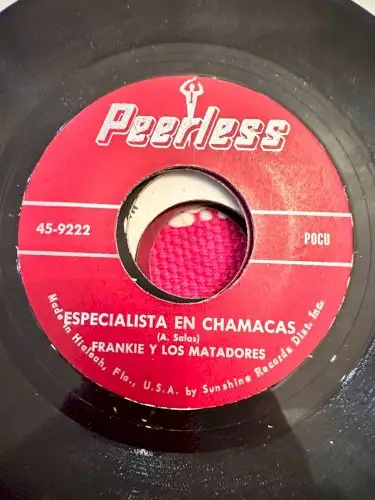 Peerless
45-9222
POCU
ESPECIALISTA EN CHAMACAS
(A. Salas)
FRANKIE Y LOS MATADORES
Made in Hialeah, Fla., U.S.A. by Sunshine Records Dist. Inc.